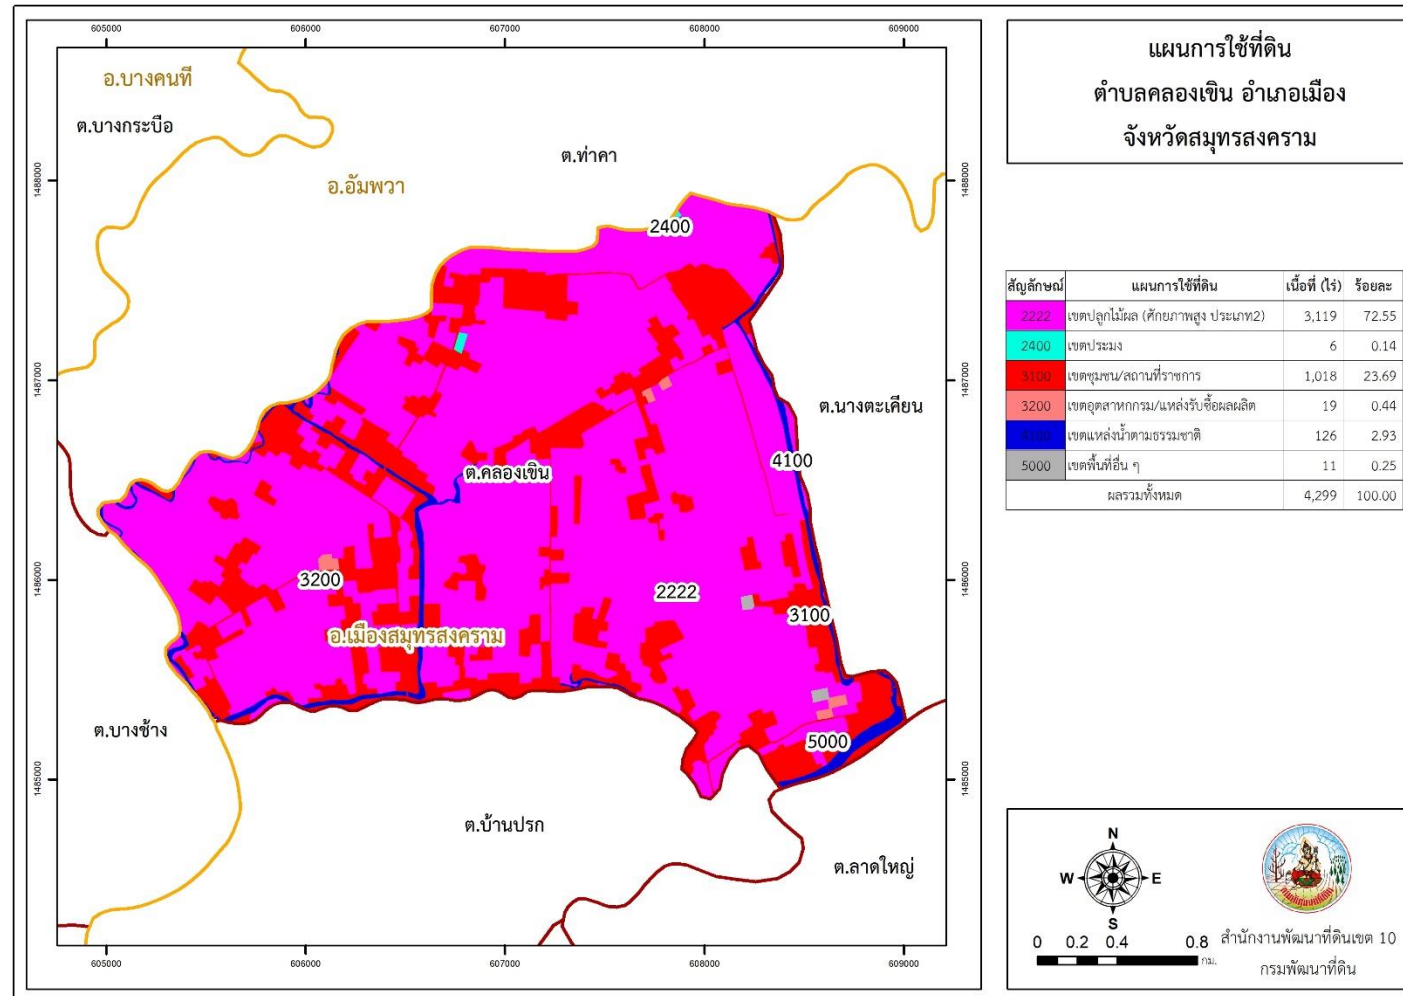 605000 606000 607000 608000 609000
แผนการใช้ที่ดิน
ตำบลคลองเขิน อำเภอเมือง
จังหวัดสมุทรสงคราม
อ.บางคนที
ต.บางกระบือ
ต.ท่าคา
อ.อัมพวา
1488000 1488000
2400
1487000 1487000
ต.นางตะเคียน
4100
ต.คลองเขิน
1486000 1486000
3200
2222
3100
อ.เมืองสมุทรสงคราม
ต.บางช้าง
5000
1485000 1485000
ต.บ้านปรก
ต.ลาดใหญ่
605000 606000 607000 608000 609000
สัญลักษณ์ แผนการใช้ที่ดิน เนื้อที่ (ไร่) ร้อยละ
2222 เขตปลูกไม้ผล (ศักยภาพสูง ประเภท2) 3,119 72.55
2400 เขตประมง 6 0.14
3100 เขตชุมชน/สถานที่ราชการ 1,018 23.69
3200 เขตอุตสาหกกรม/แหล่งรับซื้อผลผลิต 19 0.44
4100 เขตแหล่งน้ำตามธรรมชาติ 126 2.93
5000 เขตพื้นที่อื่น ๆ 11 0.25
ผลรวมทั้งหมด 4,299 100.00
N
W E
S
0 0.2 0.4 0.8
กม.
สำนักงานพัฒนาที่ดินเขต 10
กรมพัฒนาที่ดิน